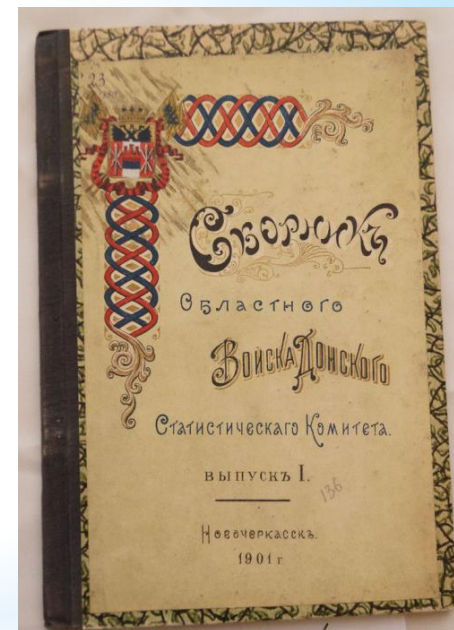 23
Сборникъ
Областного
Войска Донского
Статистическаго Комитета.
ВЫПУСКЪ I.
136
Новочеркасскъ.
1901 г